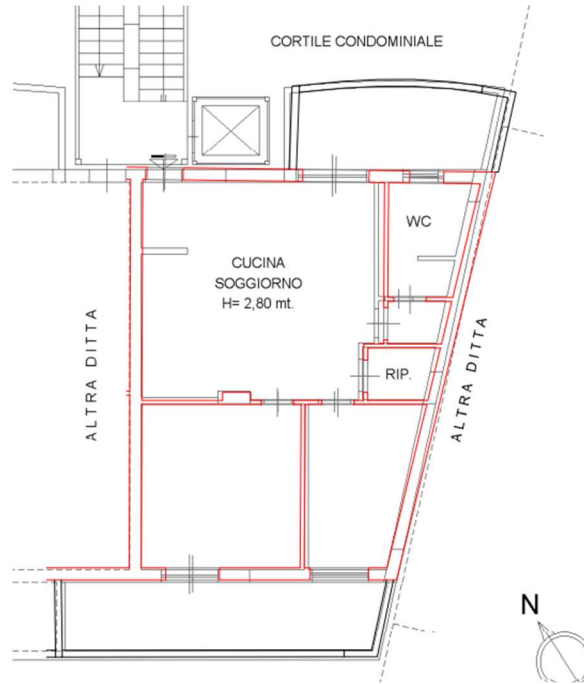 CORTILE CONDOMINIALE
WC
CUCINA
SOGGIORNO
H= 2,80 mt.
ALTRA DITTA
ALTRA DITTA
RIP.
N